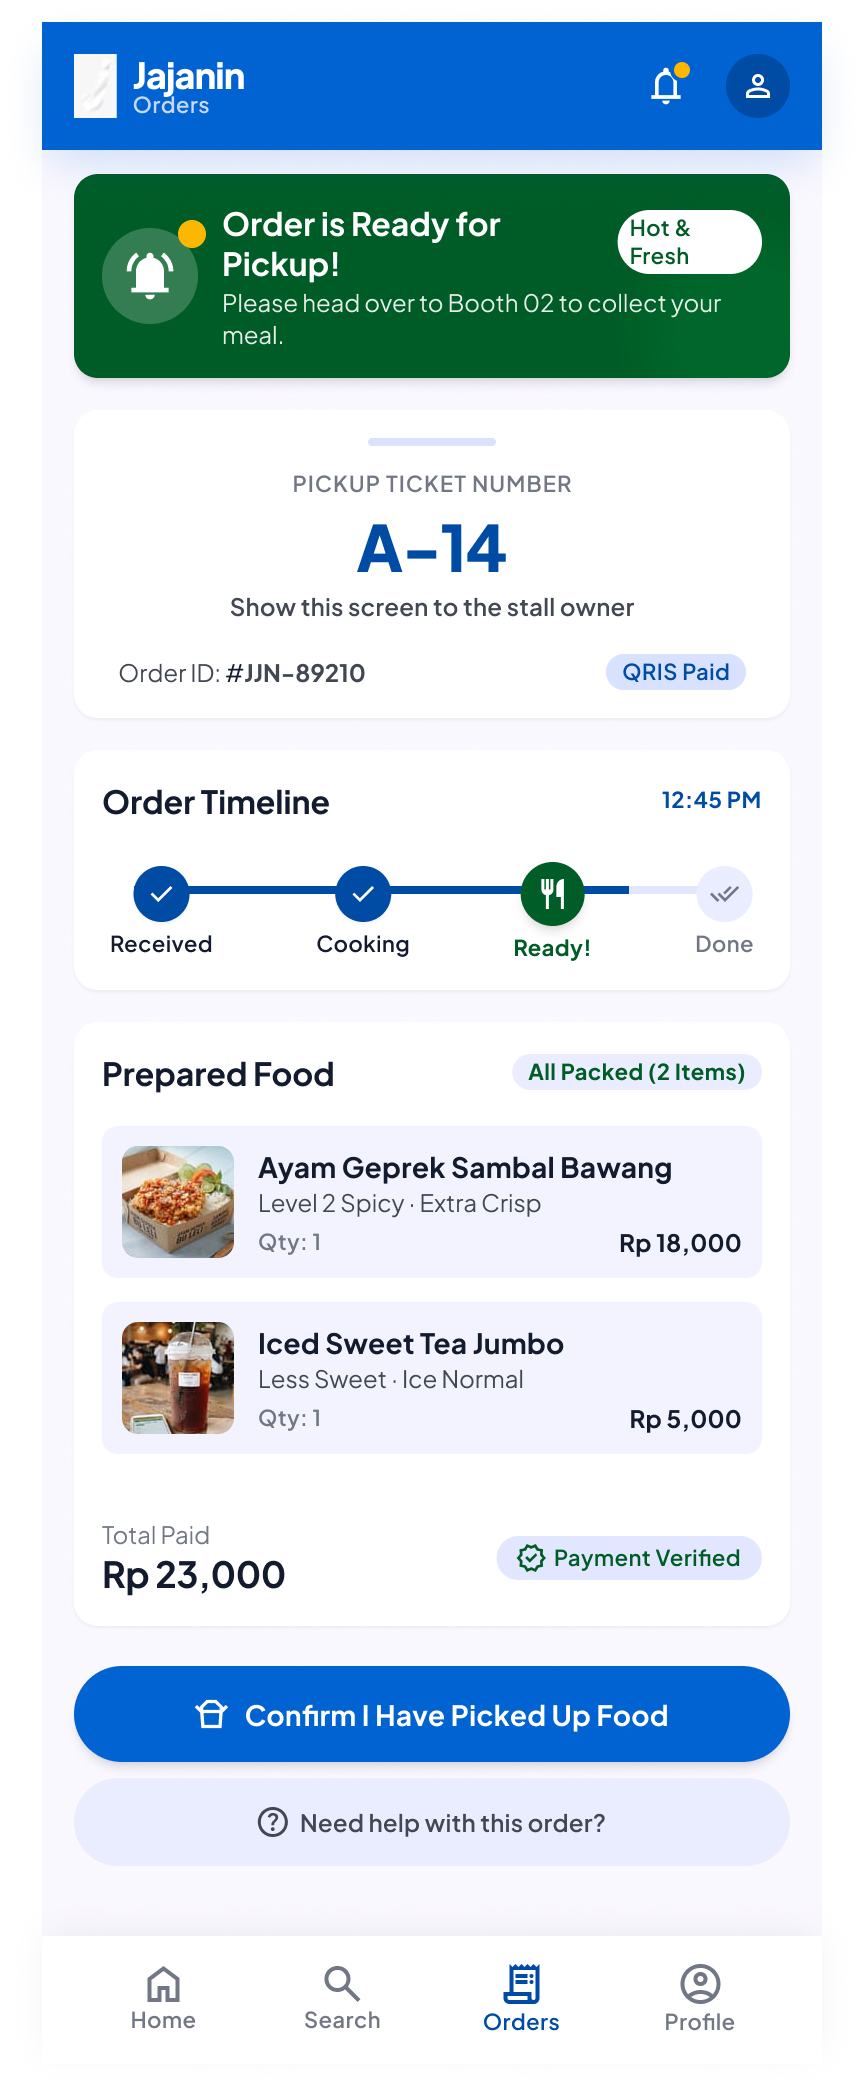 Jajanin
Orders
Order is Ready for
Pickup!
Hot &
Fresh
Please head over to Booth 02 to collect your
meal.
PICKUP TICKET NUMBER
A-14
Show this screen to the stall owner
Order ID: #JJN-89210
QRIS Paid
Order Timeline
12:45 PM
Received
Cooking
Ready!
Done
Prepared Food
All Packed (2 Items)
Ayam Geprek Sambal Bawang
Level 2 Spicy · Extra Crisp
Qty: 1
Rp 18,000
Iced Sweet Tea Jumbo
Less Sweet · Ice Normal
Qty: 1
Rp 5,000
Total Paid
Rp 23,000
Payment Verified
Confirm I Have Picked Up Food
Need help with this order?
Home
Search
Orders
Profile